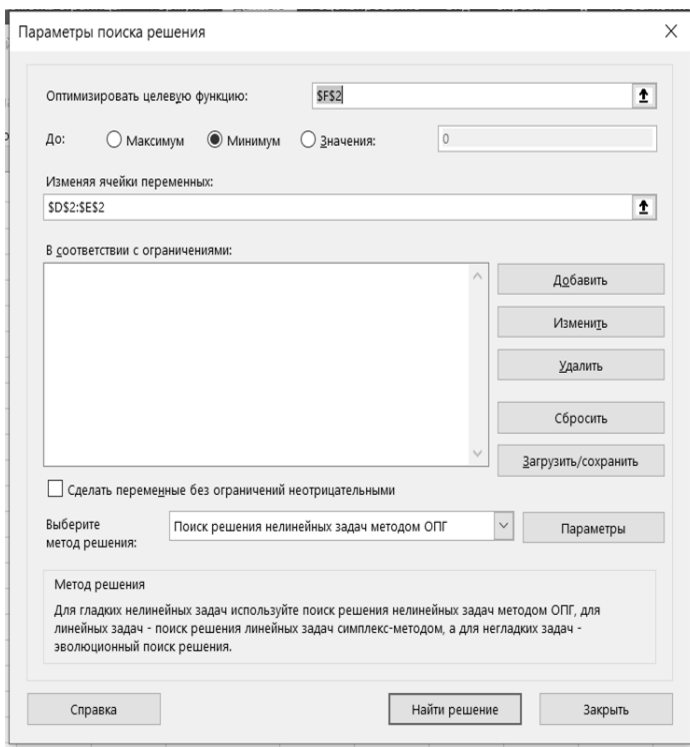 Параметры поиска решения
Оптимизировать целевую функцию:
$F$2
До:
Максимум
Минимум
Значения:
0
Изменяя ячейки переменных:
$D$2:$E$2
В соответствии с ограничениями:
Добавить
Изменить
Удалить
Сбросить
Загрузить/сохранить
Сделать переменные без ограничений неотрицательными
Выберите
метод решения:
Поиск решения нелинейных задач методом ОПГ
Параметры
Метод решения
Для гладких нелинейных задач используйте поиск решения нелинейных задач методом ОПГ, для
линейных задач - поиск решения линейных задач симплекс-методом, а для негладких задач -
эволюционный поиск решения.
Справка
Найти решение
Закрыть